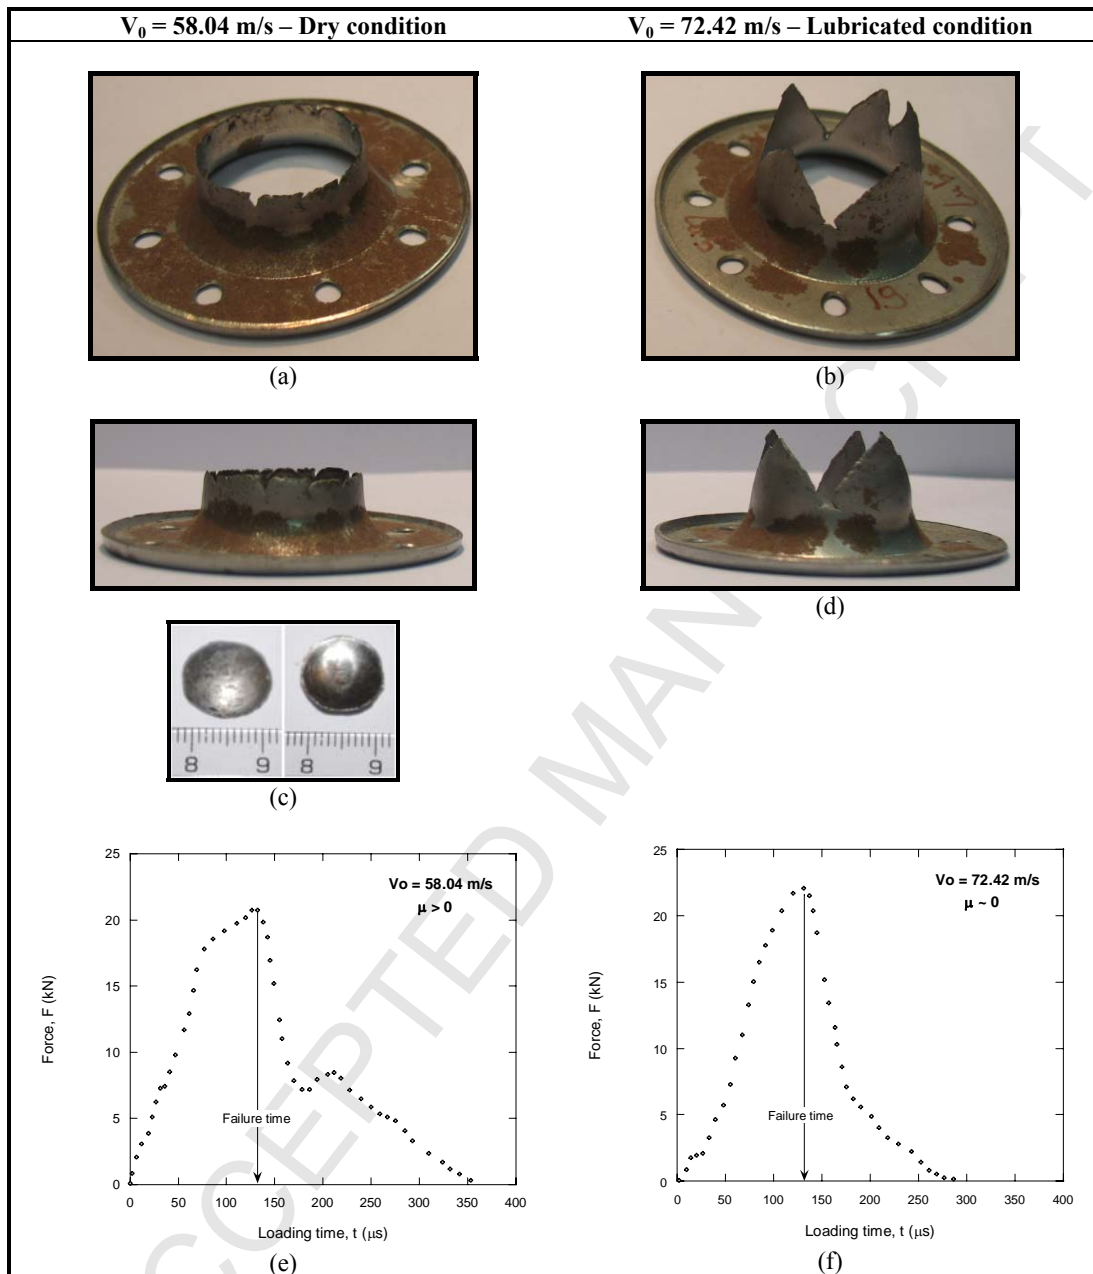 V₀ = 58.04 m/s – Dry condition
V₀ = 72.42 m/s – Lubricated condition
(a)
19
(b)
(d)
8 9 8 9
(c)
25
20
15
10
5
0
Force, F (kN)
Vo = 58.04 m/s
μ > 0
Failure time
0 50 100 150 200 250 300 350 400
Loading time, t (μs)
(e)
25
20
15
10
5
0
Force, F (kN)
Vo = 72.42 m/s
μ ~ 0
Failure time
0 50 100 150 200 250 300 350 400
Loading time, t (μs)
(f)
ACCEPTED MANUSCRIPT